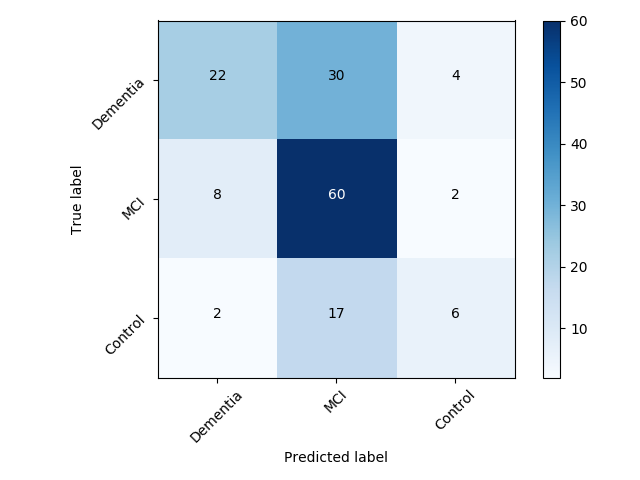 60
50
40
30
20
10
True label
Dementia
22 30 4
MCI
8 60 2
Control
2 17 6
Dementia MCI Control
Predicted label